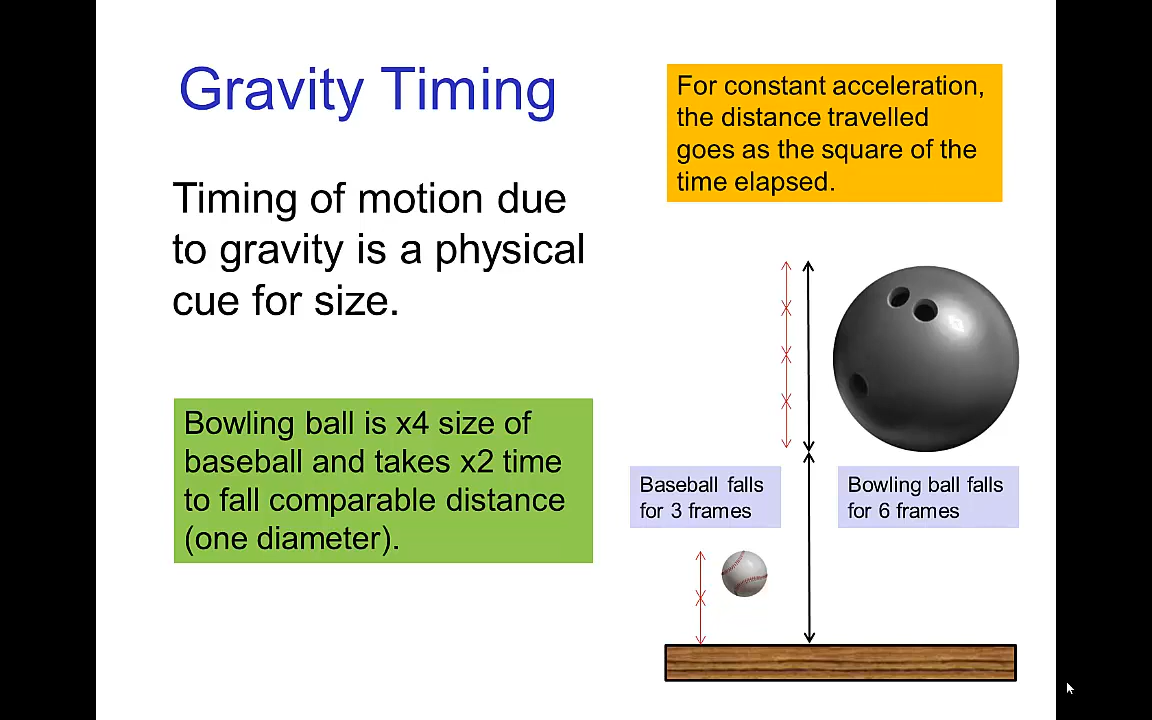 Gravity Timing
For constant acceleration,
the distance travelled
goes as the square of the
time elapsed.
Timing of motion due
to gravity is a physical
cue for size.
Bowling ball is x4 size of
baseball and takes x2 time
to fall comparable distance
(one diameter).
Baseball falls
for 3 frames
Bowling ball falls
for 6 frames